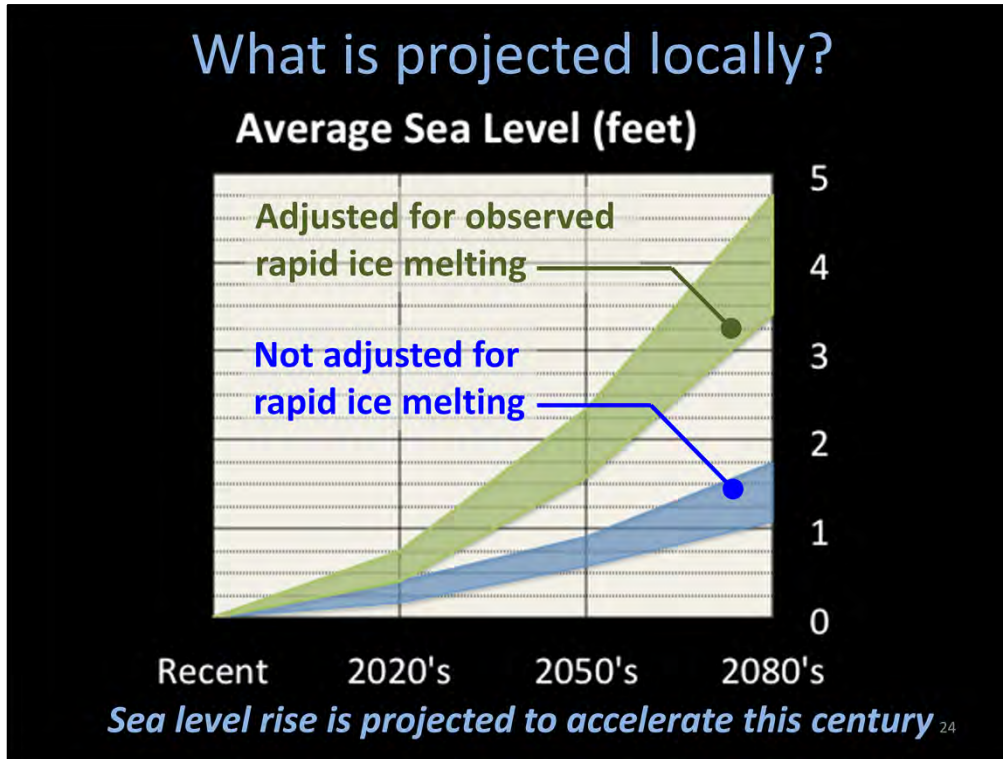 What is projected locally?
Average Sea Level (feet)
5
Adjusted for observed
rapid ice melting
4
Not adjusted for
rapid ice melting
3
2
1
0
Recent 2020's 2050's 2080's
Sea level rise is projected to accelerate this century 24